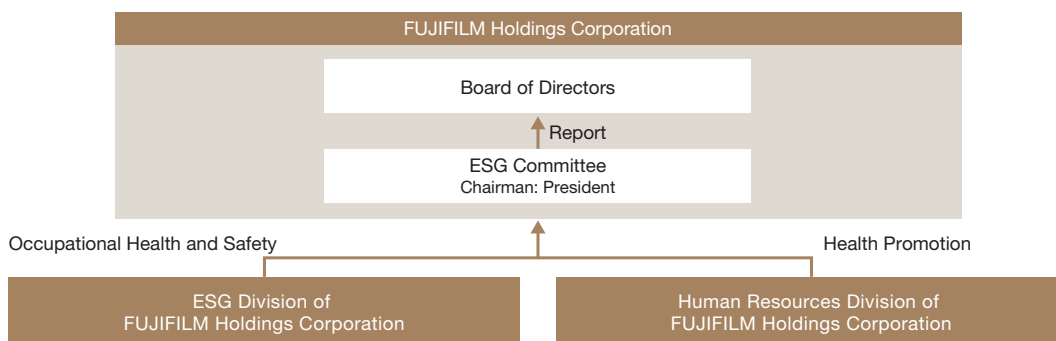 FUJIFILM Holdings Corporation
Board of Directors
Report
ESG Committee
Chairman: President
Occupational Health and Safety
Health Promotion
ESG Division of
FUJIFILM Holdings Corporation
Human Resources Division of
FUJIFILM Holdings Corporation